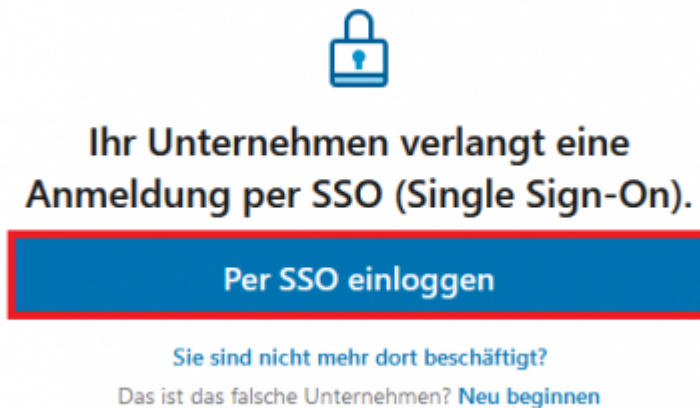 Ihr Unternehmen verlangt eine
Anmeldung per SSO (Single Sign-On).
Per SSO einloggen
Sie sind nicht mehr dort beschäftigt?
Das ist das falsche Unternehmen? Neu beginnen